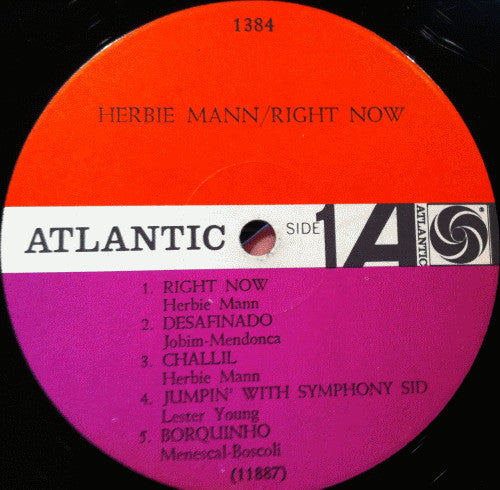 1384
HERBIE MANN/RIGHT NOW
ATLANTIC
SIDE 1
A
ATLANTIC
1. RIGHT NOW
Herbie Mann
2. DESAFINADO
Jobim-Mendonca
3. CHALLIL
Herbie Mann
4. JUMPIN' WITH SYMPHONY SID
Lester Young
5. BORQUINHO
Menescal-Boscoli
(11887)